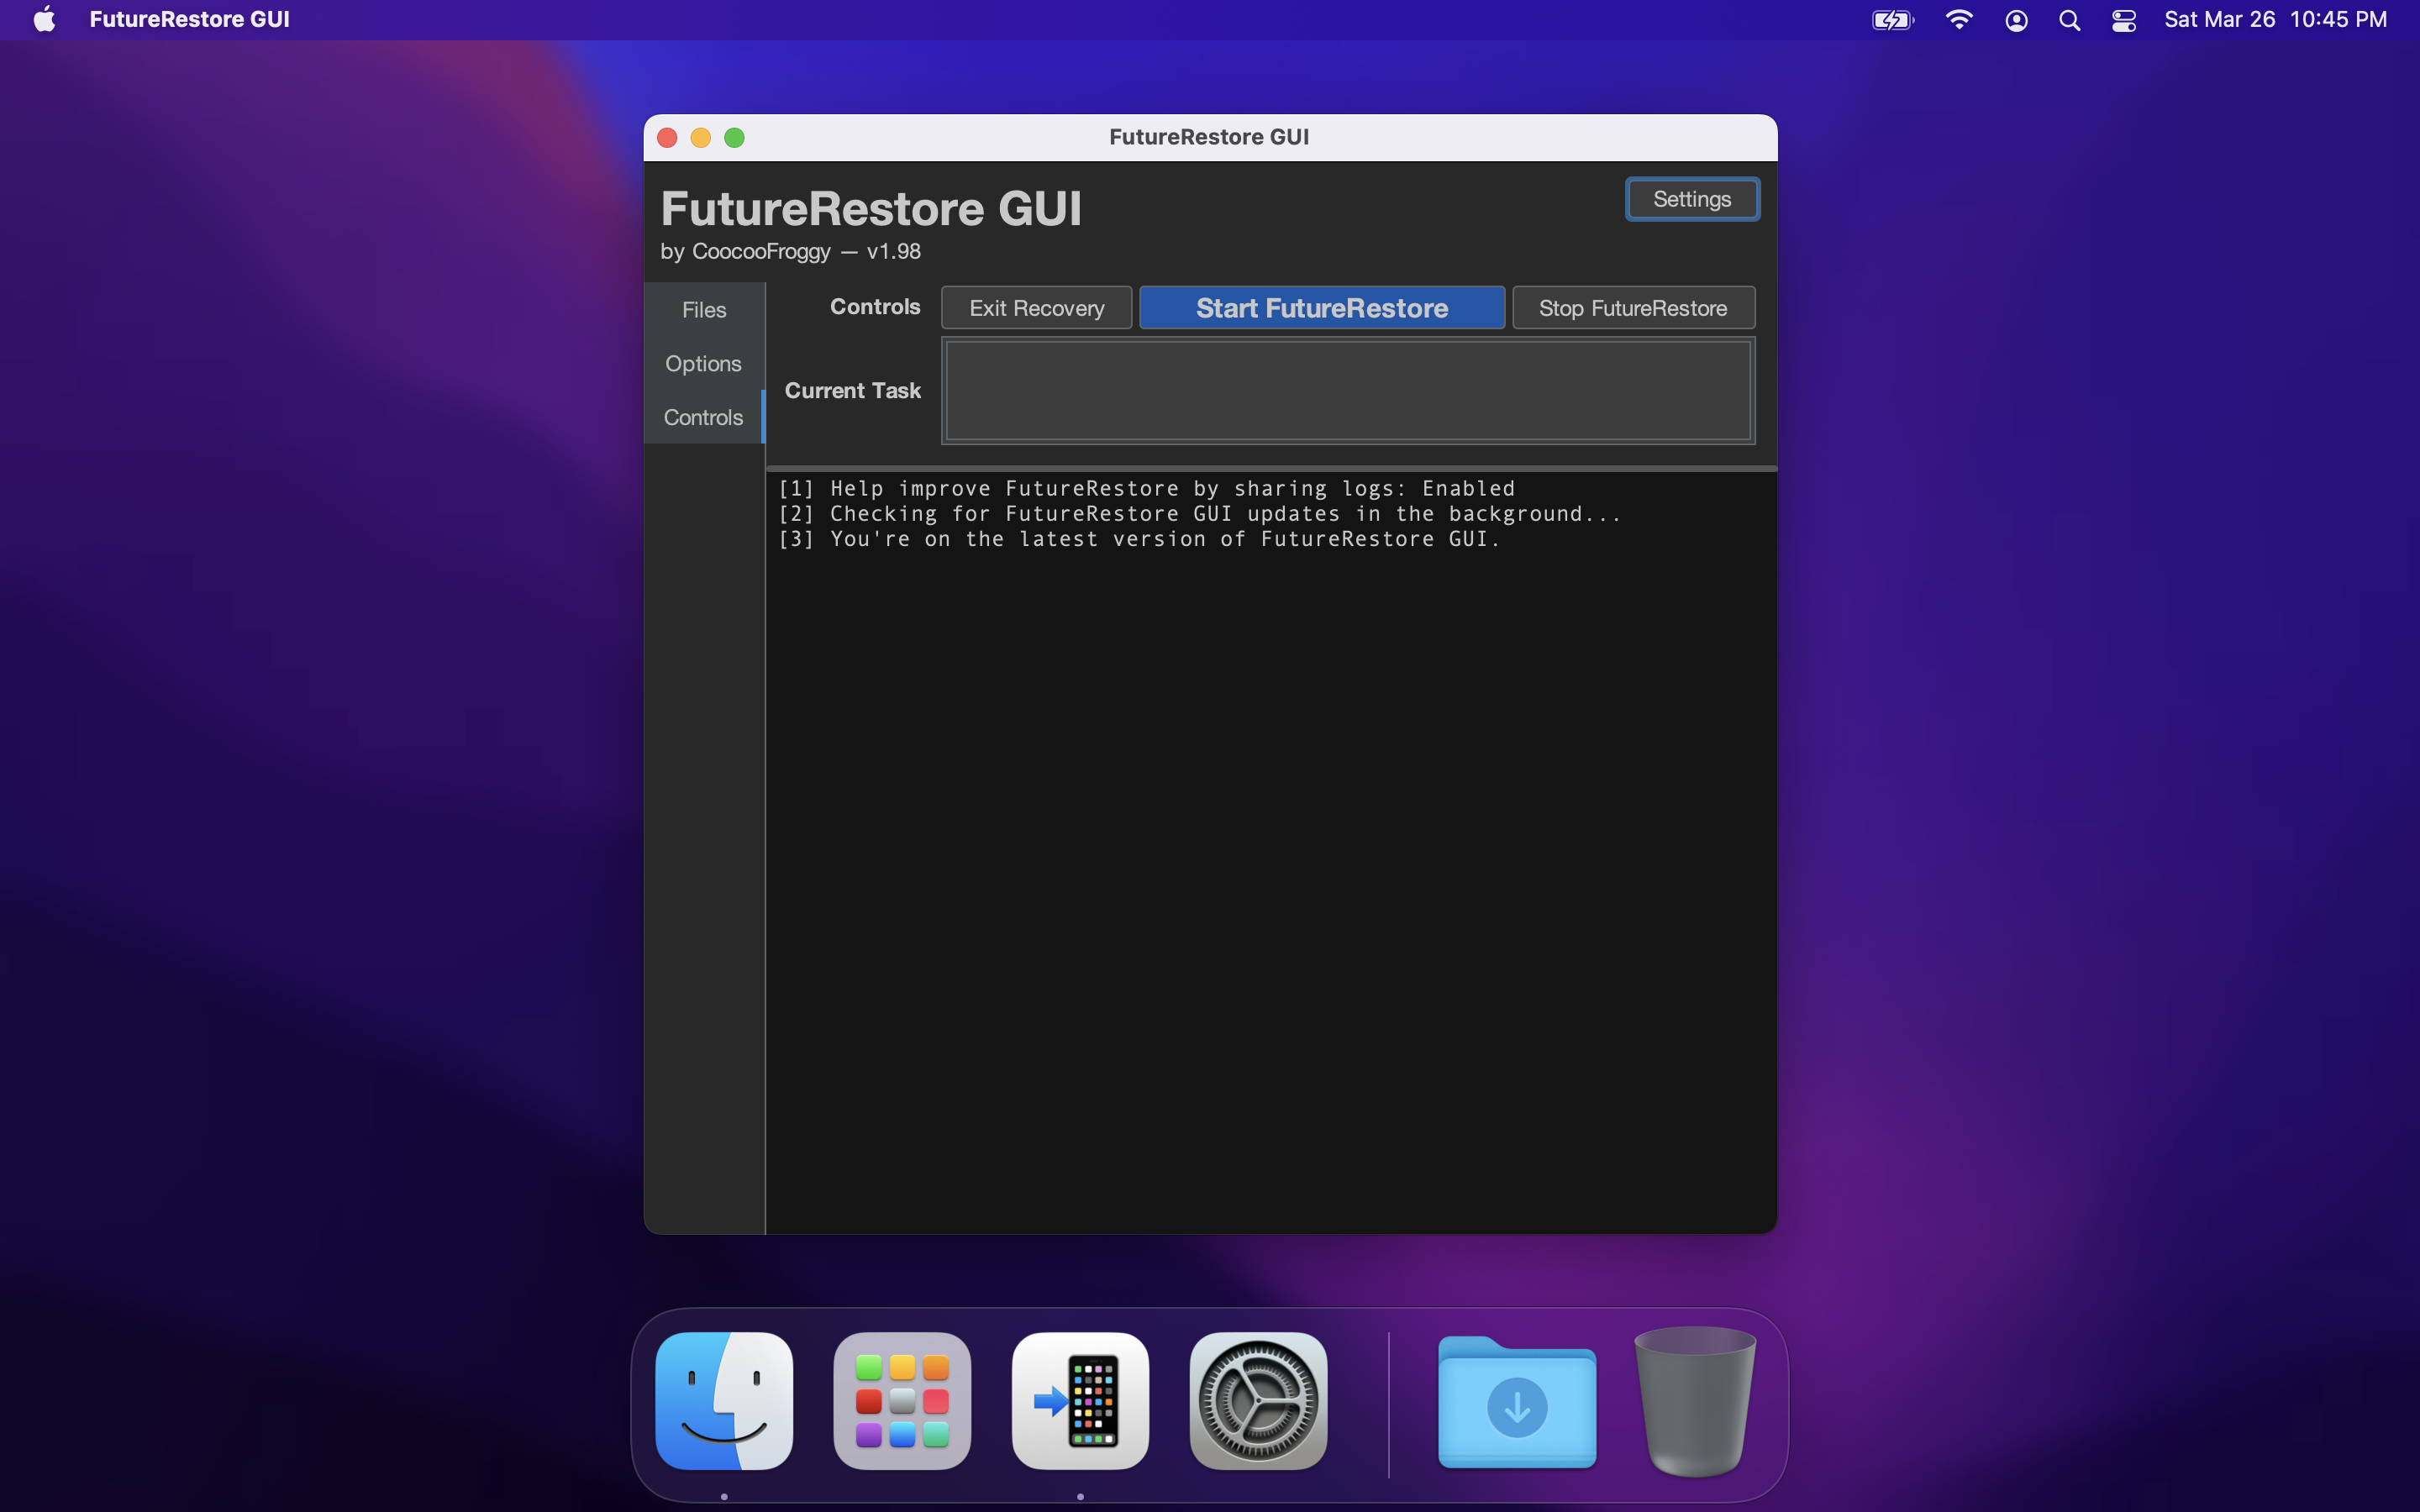 FutureRestore GUI
Sat Mar 26 10:45 PM
FutureRestore GUI
FutureRestore GUI
Settings
by CoocooFroggy — v1.98
Files
Options
Controls
Controls
Exit Recovery
Start FutureRestore
Stop FutureRestore
Current Task
[1] Help improve FutureRestore by sharing logs: Enabled
[2] Checking for FutureRestore GUI updates in the background...
[3] You're on the latest version of FutureRestore GUI.